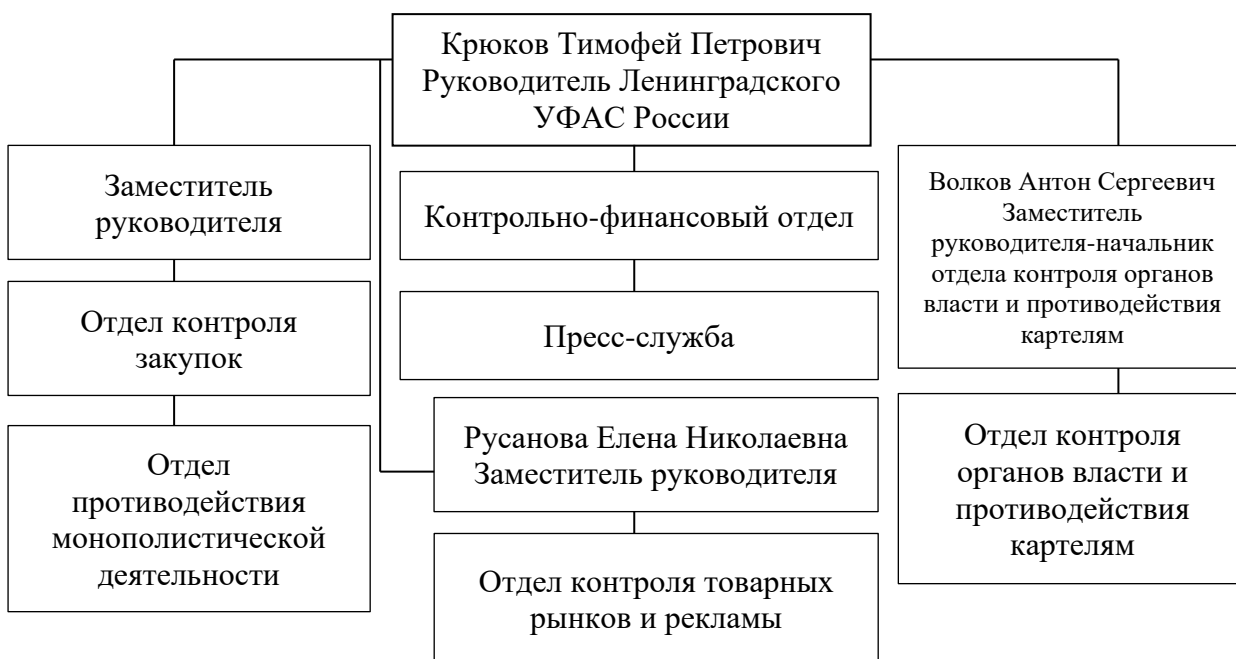 Крюков Тимофей Петрович
Руководитель Ленинградского
УФАС России
Заместитель
руководителя
Отдел контроля
закупок
Отдел
противодействия
монополистической
деятельности
Контрольно-финансовый отдел
Пресс-служба
Русанова Елена Николаевна
Заместитель руководителя
Отдел контроля товарных
рынков и рекламы
Волков Антон Сергеевич
Заместитель
руководителя-начальник
отдела контроля органов
власти и противодействия
картелям
Отдел контроля
органов власти и
противодействия
картелям